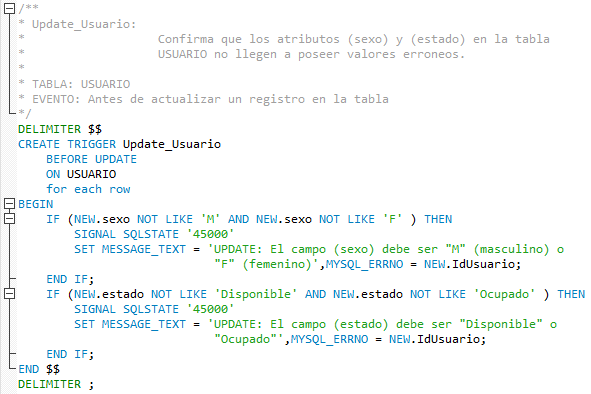 /**
* Update_Usuario:
*                   Confirma que los atributos (sexo) y (estado) en la tabla
*                   USUARIO no llegen a poseer valores erroneos.
*
* TABLA: USUARIO
* EVENTO: Antes de actualizar un registro en la tabla
*/
DELIMITER $$
CREATE TRIGGER Update_Usuario
    BEFORE UPDATE
    ON USUARIO
    for each row
BEGIN
    IF (NEW.sexo NOT LIKE 'M' AND NEW.sexo NOT LIKE 'F' ) THEN
        SIGNAL SQLSTATE '45000'
        SET MESSAGE_TEXT = 'UPDATE: El campo (sexo) debe ser "M" (masculino) o
                            "F" (femenino)',MYSQL_ERRNO = NEW.IdUsuario;
    END IF;
    IF (NEW.estado NOT LIKE 'Disponible' AND NEW.estado NOT LIKE 'Ocupado' ) THEN
        SIGNAL SQLSTATE '45000'
        SET MESSAGE_TEXT = 'UPDATE: El campo (estado) debe ser "Disponible" o
                            "Ocupado"',MYSQL_ERRNO = NEW.IdUsuario;
    END IF;
END $$
DELIMITER ;